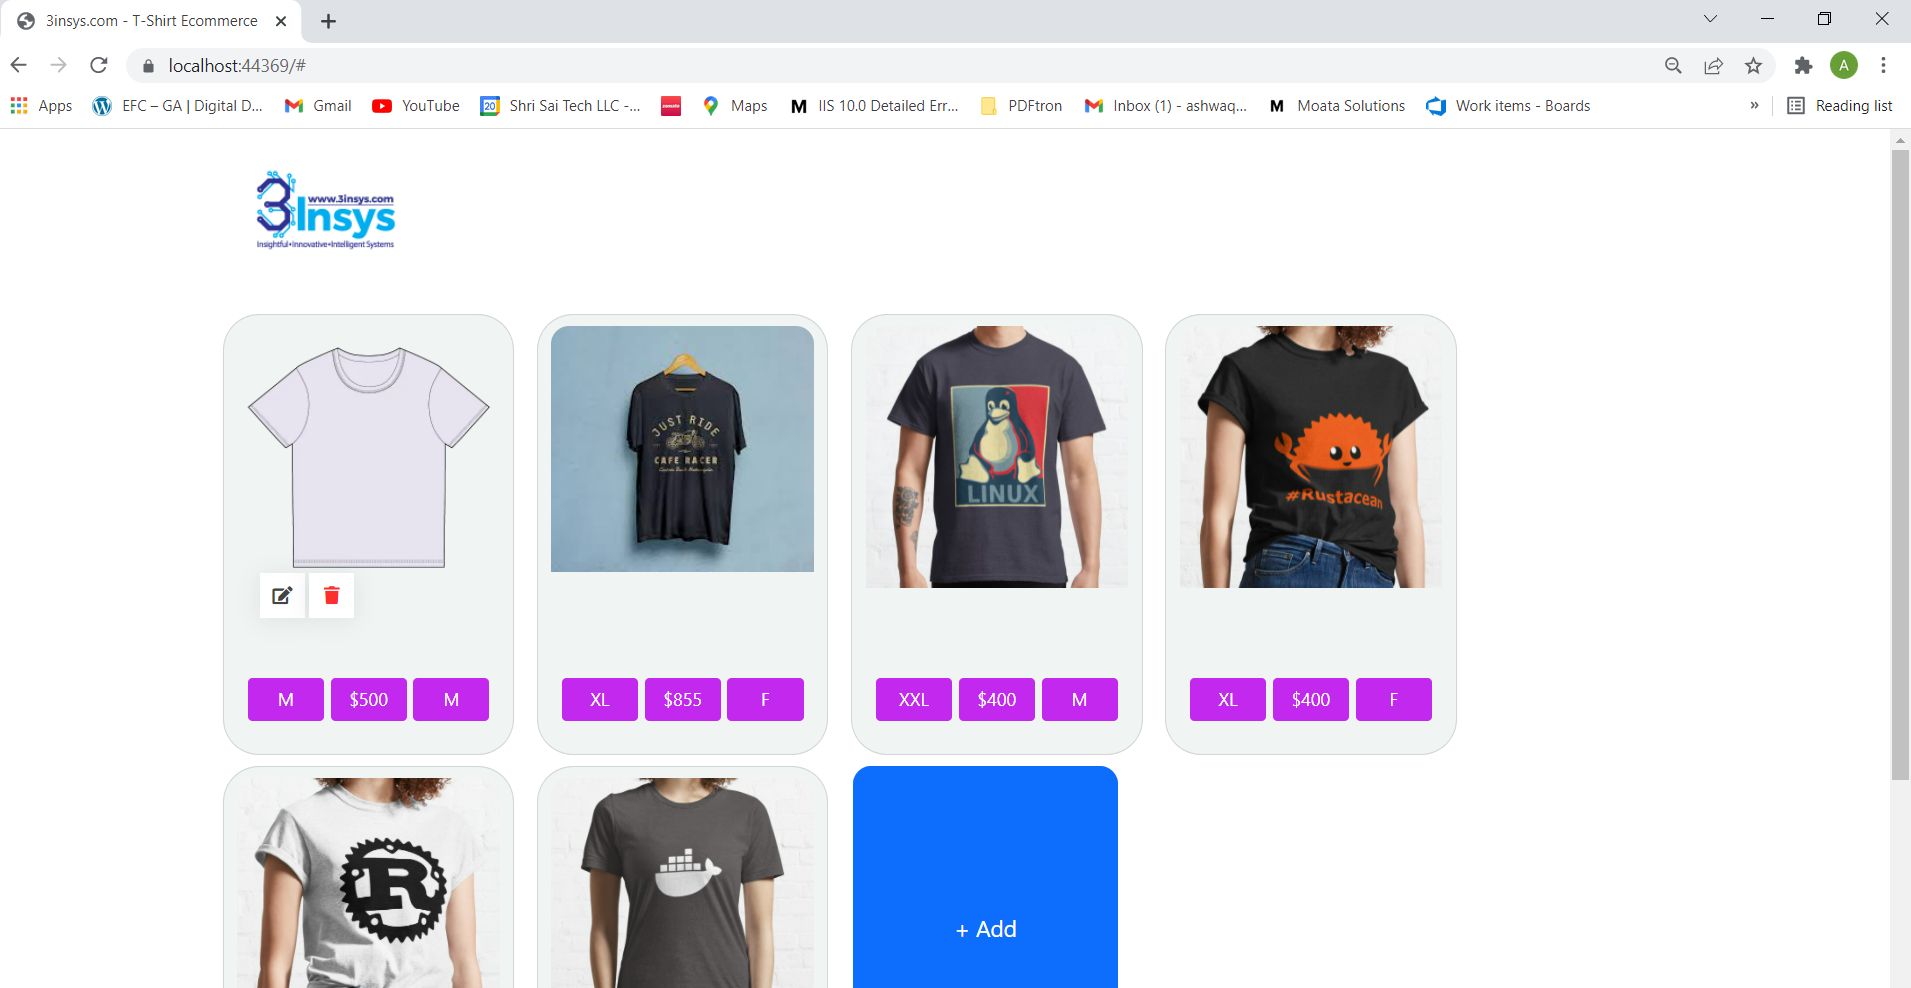 3insys.com - T-Shirt Ecommerce
localhost:44369/#
A
Apps
EFC – GA | Digital D...
Gmail
YouTube
20
Shri Sai Tech LLC -...
zomato
Maps
M
IIS 10.0 Detailed Err...
PDFtron
Inbox (1) - ashwaq...
M
Moata Solutions
Work items - Boards
»
Reading list
www.3insys.com
3Insys
Insightful•Innovative•Intelligent Systems
JUST RIDE
CAFE RACER
LINUX
#Rustacean
M
$500
M
XL
$855
F
XXL
$400
M
XL
$400
F
R
+ Add